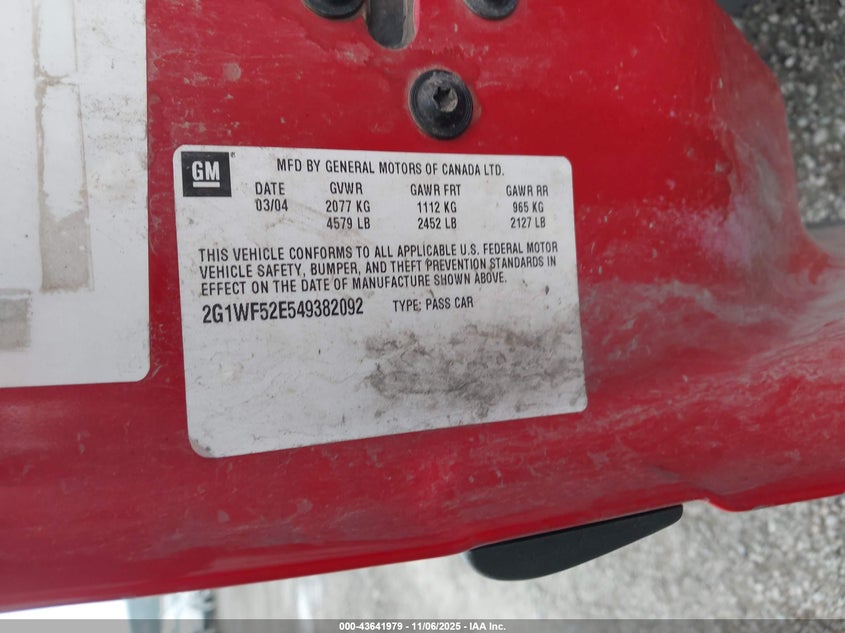 GM
MFD BY GENERAL MOTORS OF CANADA LTD.
DATE GVWR GAWR FRT GAWR RR
03/04 2077 KG 1112 KG 965 KG
4579 LB 2452 LB 2127 LB
THIS VEHICLE CONFORMS TO ALL APPLICABLE U.S. FEDERAL MOTOR
VEHICLE SAFETY, BUMPER, AND THEFT PREVENTION STANDARDS IN
EFFECT ON THE DATE OF MANUFACTURE SHOWN ABOVE.
2G1WF52E549382092 TYPE: PASS CAR
000-43641979 - 11/06/2025 - IAA Inc.